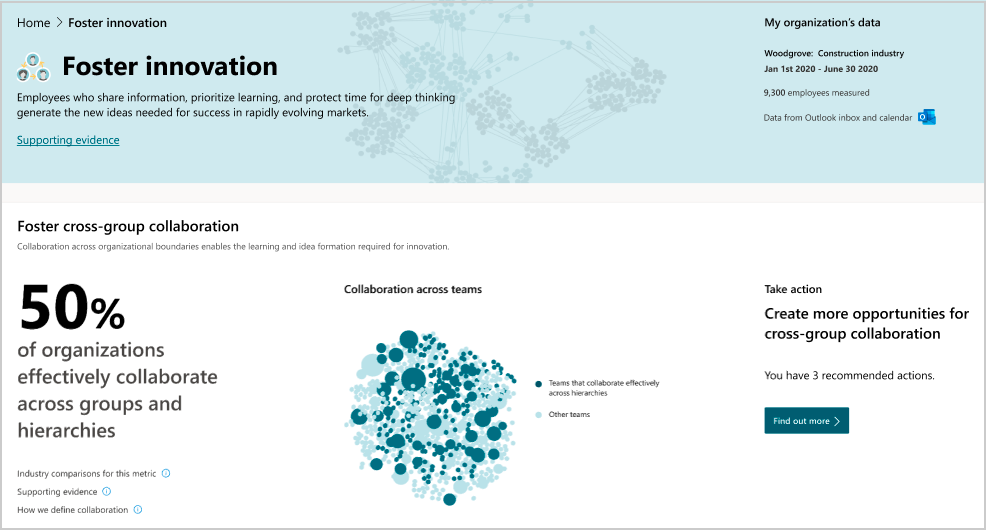 Home > Foster innovation
Foster innovation
Employees who share information, prioritize learning, and protect time for deep thinking
generate the new ideas needed for success in rapidly evolving markets.
Supporting evidence
My organization's data
Woodgrove: Construction industry
Jan 1st 2020 - June 30 2020
9,300 employees measured
Data from Outlook inbox and calendar
Foster cross-group collaboration
Collaboration across organizational boundaries enables the learning and idea formation required for innovation.
50%
of organizations
effectively collaborate
across groups and
hierarchies
Industry comparisons for this metric
Supporting evidence
How we define collaboration
Collaboration across teams
Teams that collaborate effectively
across hierarchies
Other teams
Take action
Create more opportunities for
cross-group collaboration
You have 3 recommended actions.
Find out more >